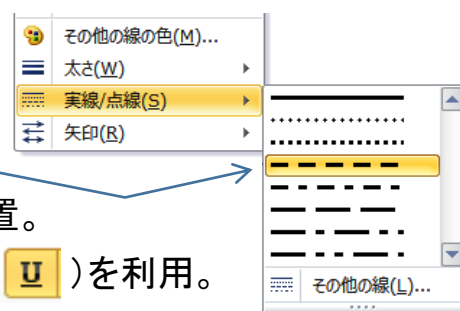 その他の線の色(M)...
太さ(W)
実線/点線(S)
矢印(R)
置。
U )を利用。
その他の線(L)...